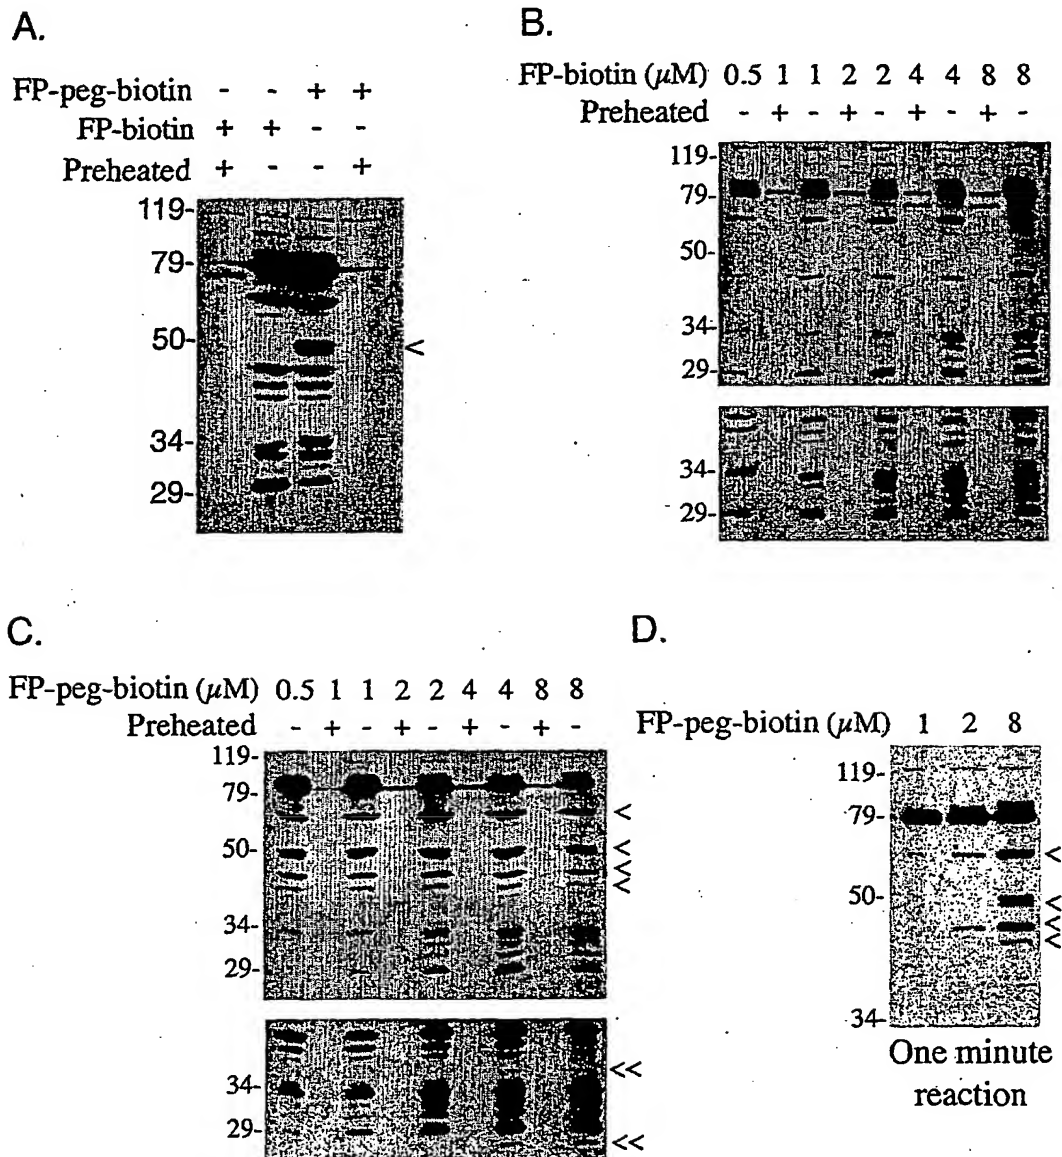 A.
FP-peg-biotin - - + +
FP-biotin + + - -
Preheated + - - +
119-
79-
50-
<
34-
29-
B.
FP-biotin (μM) 0.5 1 1 2 2 4 4 8 8
Preheated - + - + - + - + -
119-
79-
50-
34-
29-
34-
29-
C.
FP-peg-biotin (μM) 0.5 1 1 2 2 4 4 8 8
Preheated - + - + - + - + -
119-
79-
<
50-
<
<
<
34-
29-
<<
34-
29-
<<
D.
FP-peg-biotin (μM) 1 2 8
119-
79-
<
50-
<
<
<
34-
One minute
reaction